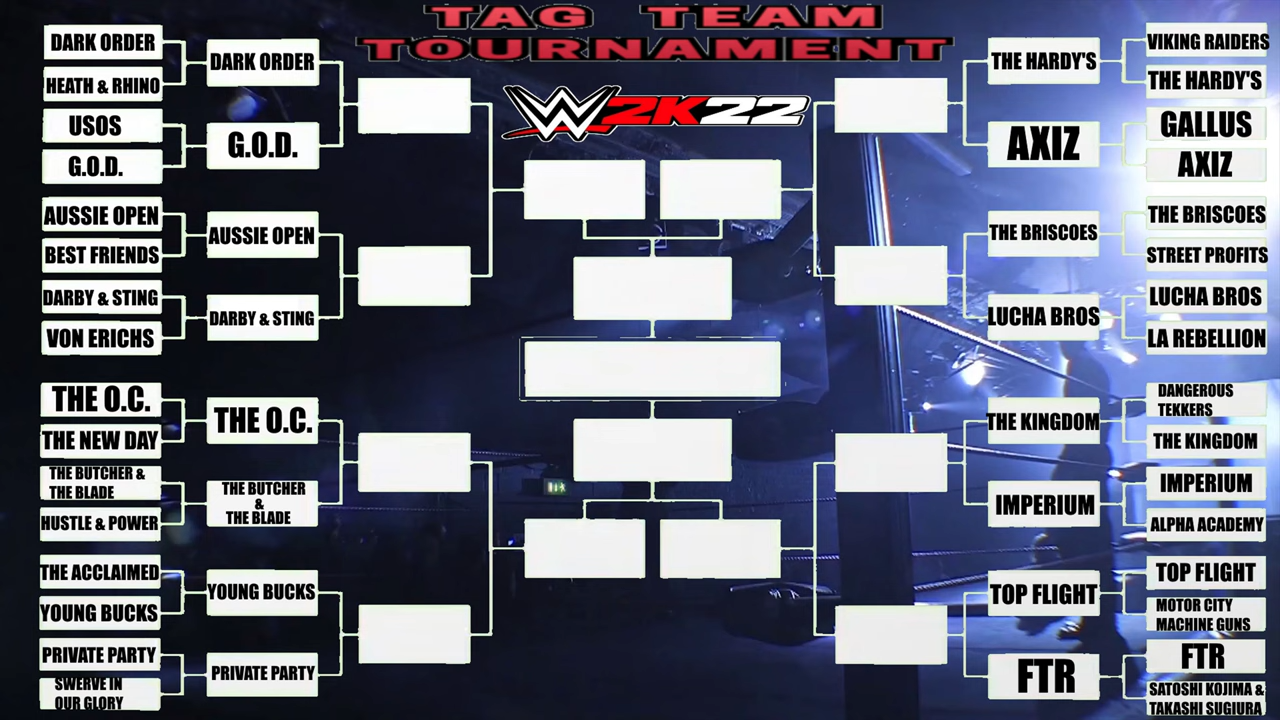 TAG TEAM
TOURNAMENT
WWE 2K22
DARK ORDER
HEATH & RHINO
USOS
G.O.D.
AUSSIE OPEN
BEST FRIENDS
DARBY & STING
VON ERICHS
THE O.C.
THE NEW DAY
THE BUTCHER &
THE BLADE
HUSTLE & POWER
THE ACCLAIMED
YOUNG BUCKS
PRIVATE PARTY
SWERVE IN
OUR GLORY
DARK ORDER
G.O.D.
AUSSIE OPEN
DARBY & STING
THE O.C.
THE BUTCHER
&
THE BLADE
YOUNG BUCKS
PRIVATE PARTY
THE HARDY'S
AXIZ
THE BRISCOES
LUCHA BROS
THE KINGDOM
IMPERIUM
TOP FLIGHT
FTR
VIKING RAIDERS
THE HARDY'S
GALLUS
AXIZ
THE BRISCOES
STREET PROFITS
LUCHA BROS
LA REBELLION
DANGEROUS
TEKKERS
THE KINGDOM
IMPERIUM
ALPHA ACADEMY
TOP FLIGHT
MOTOR CITY
MACHINE GUNS
FTR
SATOSHI KOJIMA &
TAKASHI SUGIURA